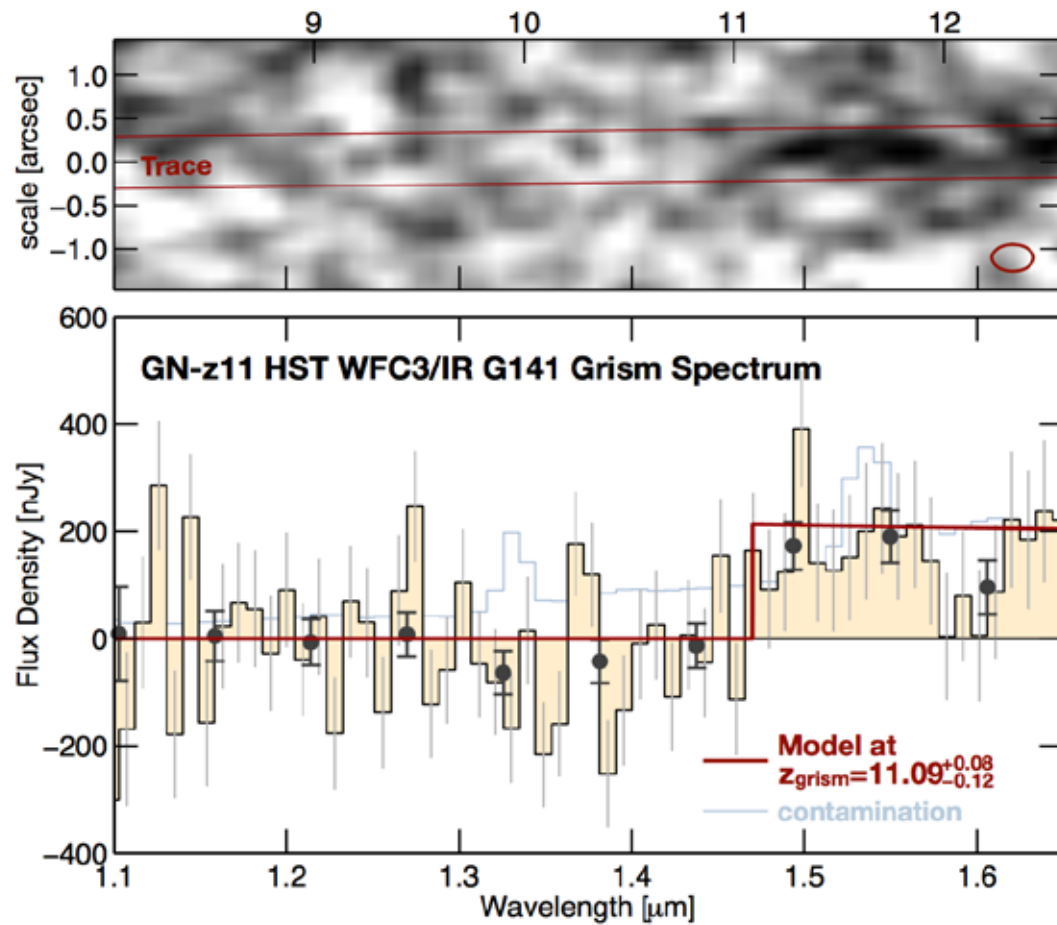 9 10 11 12
scale [arcsec]
1.0
0.5
0.0
−0.5
−1.0
Trace
600
400
200
0
−200
−400
Flux Density [nJy]
GN-z11 HST WFC3/IR G141 Grism Spectrum
Model at
z_grism=11.09+0.08−0.12
contamination
1.1 1.2 1.3 1.4 1.5 1.6
Wavelength [μm]